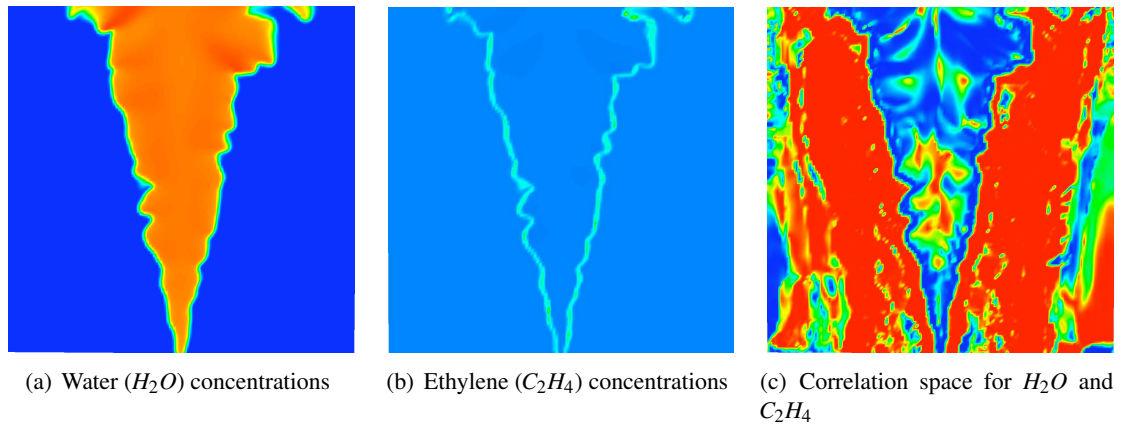 (a) Water (H₂O) concentrations
(b) Ethylene (C₂H₄) concentrations
(c) Correlation space for H₂O and
C₂H₄